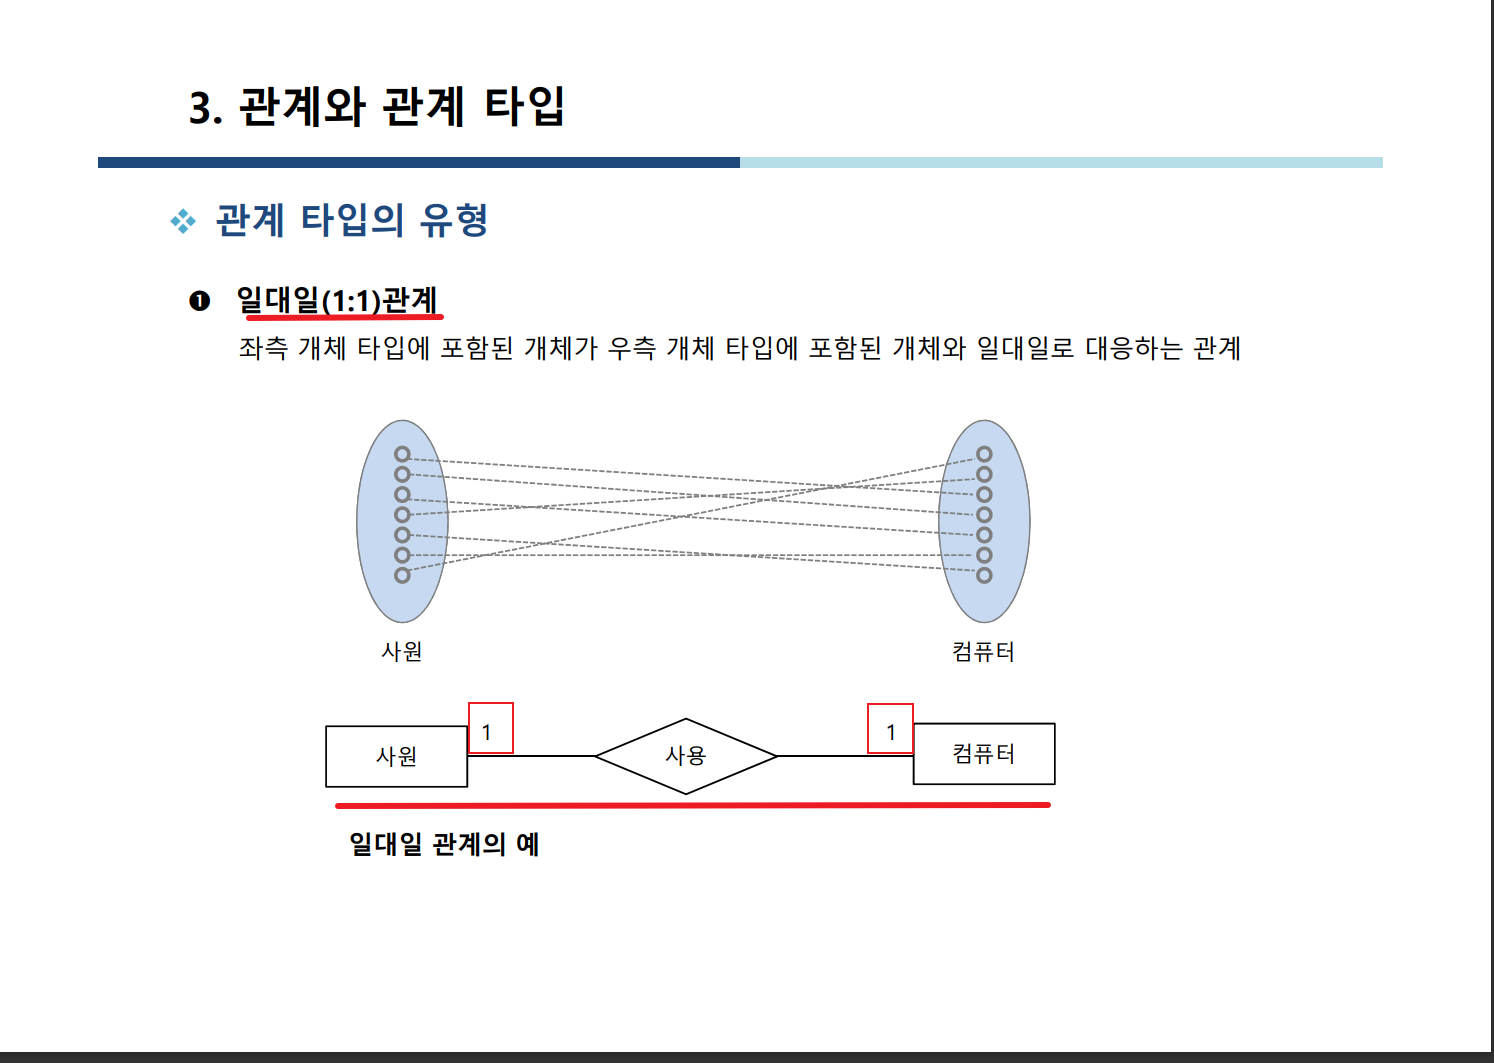 3. 관계와 관계 타입
❖ 관계 타입의 유형
❶ 일대일(1:1)관계
좌측 개체 타입에 포함된 개체가 우측 개체 타입에 포함된 개체와 일대일로 대응하는 관계
사원 컴퓨터
1 1
사원 사용 컴퓨터
일대일 관계의 예